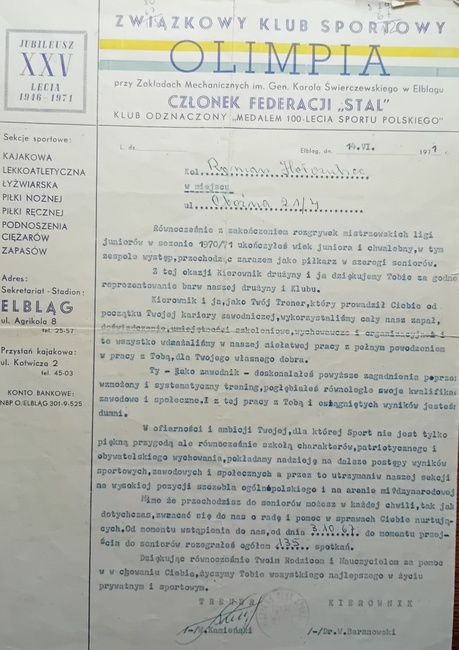 ZWIĄZKOWY KLUB SPORTOWY
OLIMPIA
przy Zakładach Mechanicznych im. Gen. Karola Świerczewskiego w Elblągu
CZŁONEK FEDERACJI „STAL"
KLUB ODZNACZONY „MEDALEM 100-LECIA SPORTU POLSKIEGO"
JUBILEUSZ
XXV
LECIA
1946-1971
Sekcje sportowe:
KAJAKOWA
LEKKOATLETYCZNA
ŁYŻWIARSKA
PIŁKI NOŻNEJ
PIŁKI RĘCZNEJ
PODNOSZENIA
CIĘŻARÓW
ZAPASÓW
Adres:
Sekretariat - Stadion:
ELBLĄG
ul. Agrikola 8
tel. 25-57
Przystań kajakowa:
ul. Kotwicza 2
tel. 45-03
KONTO BANKOWE:
NBP O/ELBLĄG 301-9-525
L. dz. Elbląg, dn. 14.VI. 1971
Kol. Roman
w miejscu
ul. 21/4
Równocześnie z zakończeniem rozgrywek mistrzowskich ligi
juniorów w sezonie 1970/71 ukończyłeś wiek juniora i chwalebny, w tym
zespole występ, przechodząc zarazem jako piłkarz w szeregi seniorów.
Z tej okazji Kierownik drużyny i ja dziękujemy Tobie za godne
reprezentowanie barw naszej drużyny i Klubu.
Kierownik i ja, jako Twój Trener, który prowadził Ciebie od
początku Twojej kariery zawodniczej, wykorzystaliśmy cały nasz zapał,
doświadczenie, umiejętności szkoleniowe, wychowawcze i organizacyjne i
to wszystko wdrażaliśmy w naszej niełatwej pracy z pełnym powodzeniem
w pracy z Tobą, dla Twojego własnego dobra.
Ty - jako zawodnik - doskonaliłeś powyższe zagadnienia poprzez
wzmożony i systematyczny trening, pogłębiałeś równolegle swoje kwalifika
zawodowe i społeczne. I z tej pracy z Tobą i osiągniętych wyników jesteśm
dumni.
W ofiarności i ambicji Twojej, dla której Sport nie jest tylko
piękną przygodą ale równocześnie szkołą charakterów, patriotycznego i
obywatelskiego wychowania, pokładamy nadzieję na dalsze postępy wyników
sportowych, zawodowych i społecznych a przez to utrzymaniu naszej sekcji
na wysokiej pozycji szczebla ogólnopolskiego i na arenie międzynarodowej
Mimo że przechodzisz do seniorów możesz w każdej chwili, tak jak
dotychczas, zwracać się do nas o radę i pomoc w sprawach Ciebie nurtują-
cych. Od momentu wstąpienia do nas, od dnia 3.10.67. do momentu przej-
ścia do seniorów rozegrałeś ogółem 135 spotkań.
Dziękując równocześnie Twoim Rodzicom i Nauczycielom za pomoc
w wychowaniu Ciebie, życzymy Tobie wszystkiego najlepszego w życiu
prywatnym i sportowym.
TRENER KIEROWNIK
/-/ Kamieński /-/Dr.W.Baranowski